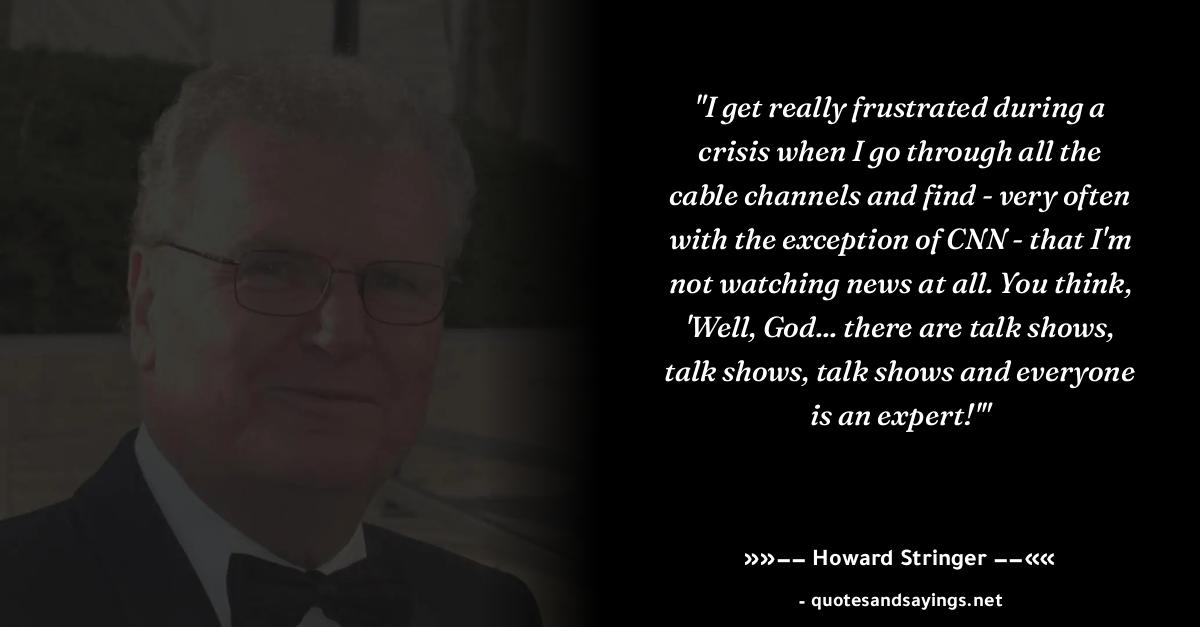 "I get really frustrated during a
crisis when I go through all the
cable channels and find - very often
with the exception of CNN - that I'm
not watching news at all. You think,
'Well, God... there are talk shows,
talk shows, talk shows and everyone
is an expert!'"
»»−− Howard Stringer −−««
- quotesandsayings.net